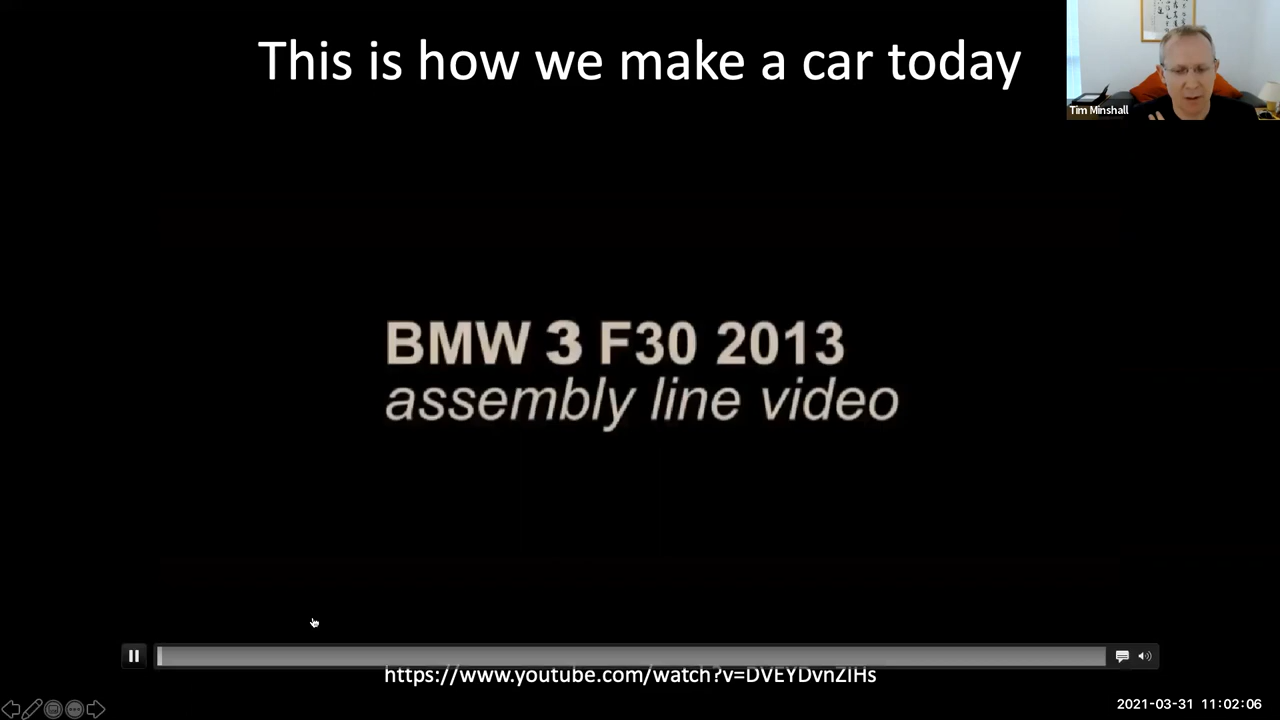 This is how we make a car today
Tim Minshall
BMW 3 F30 2013
assembly line video
https://www.youtube.com/watch?v=DVEYDvnZIHs
2021-03-31 11:02:06